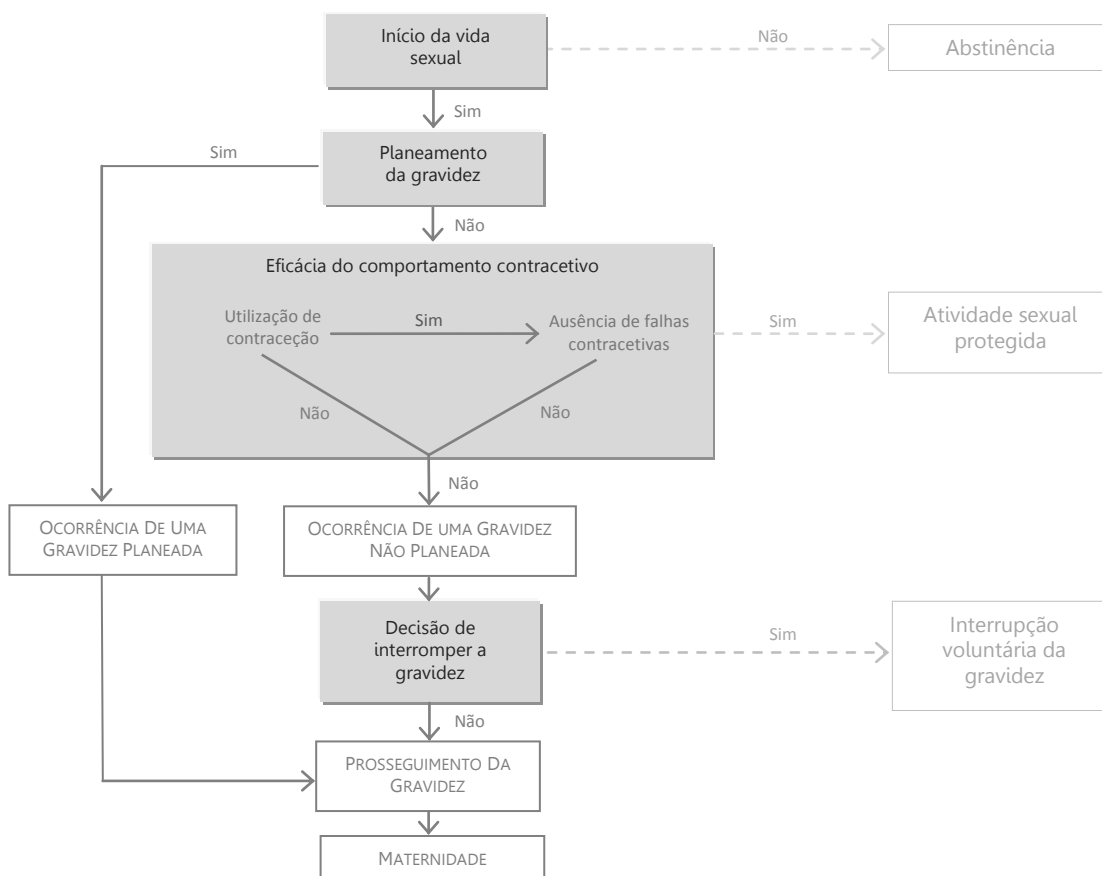 Início da vida
sexual
Não
Abstinência
Sim
Sim
Planeamento
da gravidez
Não
Eficácia do comportamento contracetivo
Utilização de
contraceção
Sim
Ausência de falhas
contracetivas
Sim
Atividade sexual
protegida
Não
Não
Não
OCORRÊNCIA DE UMA
GRAVIDEZ PLANEADA
OCORRÊNCIA DE UMA GRAVIDEZ
NÃO PLANEADA
Decisão de
interromper a
gravidez
Sim
Interrupção
voluntária da
gravidez
Não
PROSSEGUIMENTO DA
GRAVIDEZ
MATERNIDADE